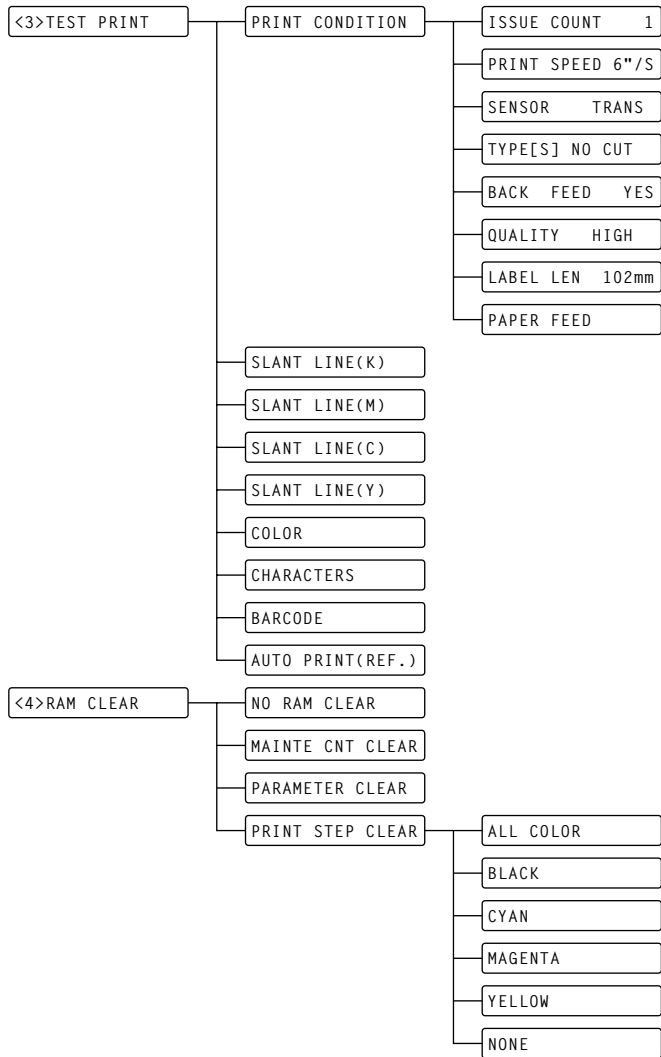 <3>TEST PRINT
PRINT CONDITION
ISSUE COUNT 1
PRINT SPEED 6"/S
SENSOR TRANS
TYPE[S] NO CUT
BACK FEED YES
QUALITY HIGH
LABEL LEN 102mm
PAPER FEED
SLANT LINE(K)
SLANT LINE(M)
SLANT LINE(C)
SLANT LINE(Y)
COLOR
CHARACTERS
BARCODE
AUTO PRINT(REF.)
<4>RAM CLEAR
NO RAM CLEAR
MAINTE CNT CLEAR
PARAMETER CLEAR
PRINT STEP CLEAR
ALL COLOR
BLACK
CYAN
MAGENTA
YELLOW
NONE